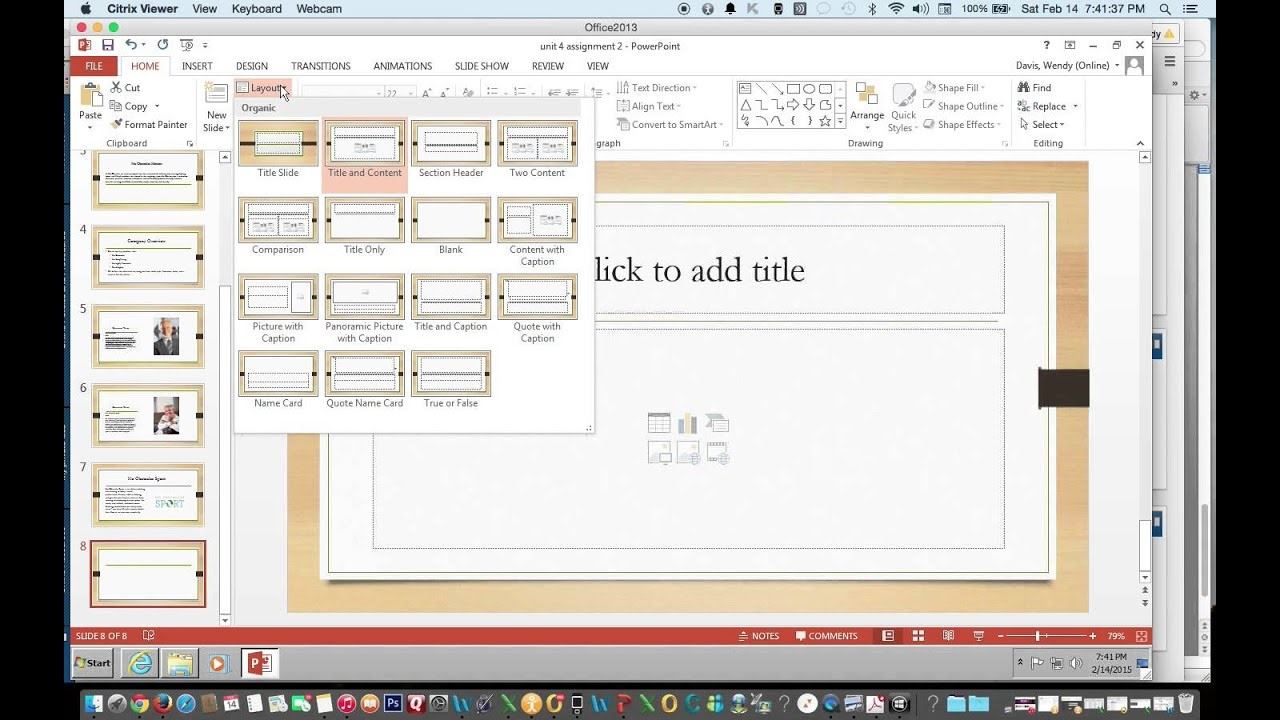 Citrix Viewer View Keyboard Webcam 100% Sat Feb 14 7:41:37 PM
Office2013
unit 4 assignment 2 - PowerPoint
FILE HOME INSERT DESIGN TRANSITIONS ANIMATIONS SLIDE SHOW REVIEW VIEW Davis, Wendy (Online)
Paste
Cut
Copy
Format Painter
Clipboard
New
Slide
Layout
22
Text Direction
Align Text
Convert to SmartArt
graph
Arrange
Quick
Styles
Shape Fill
Shape Outline
Shape Effects
Drawing
Find
Replace
Select
Editing
Organic
Title Slide Title and Content Section Header Two Content
Comparison Title Only Blank Content with
Caption
Picture with Panoramic Picture Title and Caption Quote with
Caption with Caption Caption
Name Card Quote Name Card True or False
4
Category Overview
5
6
7
No Obstacles Sport
SPORT
8
lick to add title
SLIDE 8 OF 8 NOTES COMMENTS 79%
Start 7:41 PM
2/14/2015